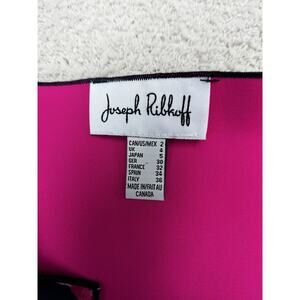 Joseph Ribkoff
CAN/US/MEX 2
UK 4
JAPAN 5
GER 30
FRANCE 32
SPAIN 34
ITALY 36
MADE IN/FAIT AU
CANADA